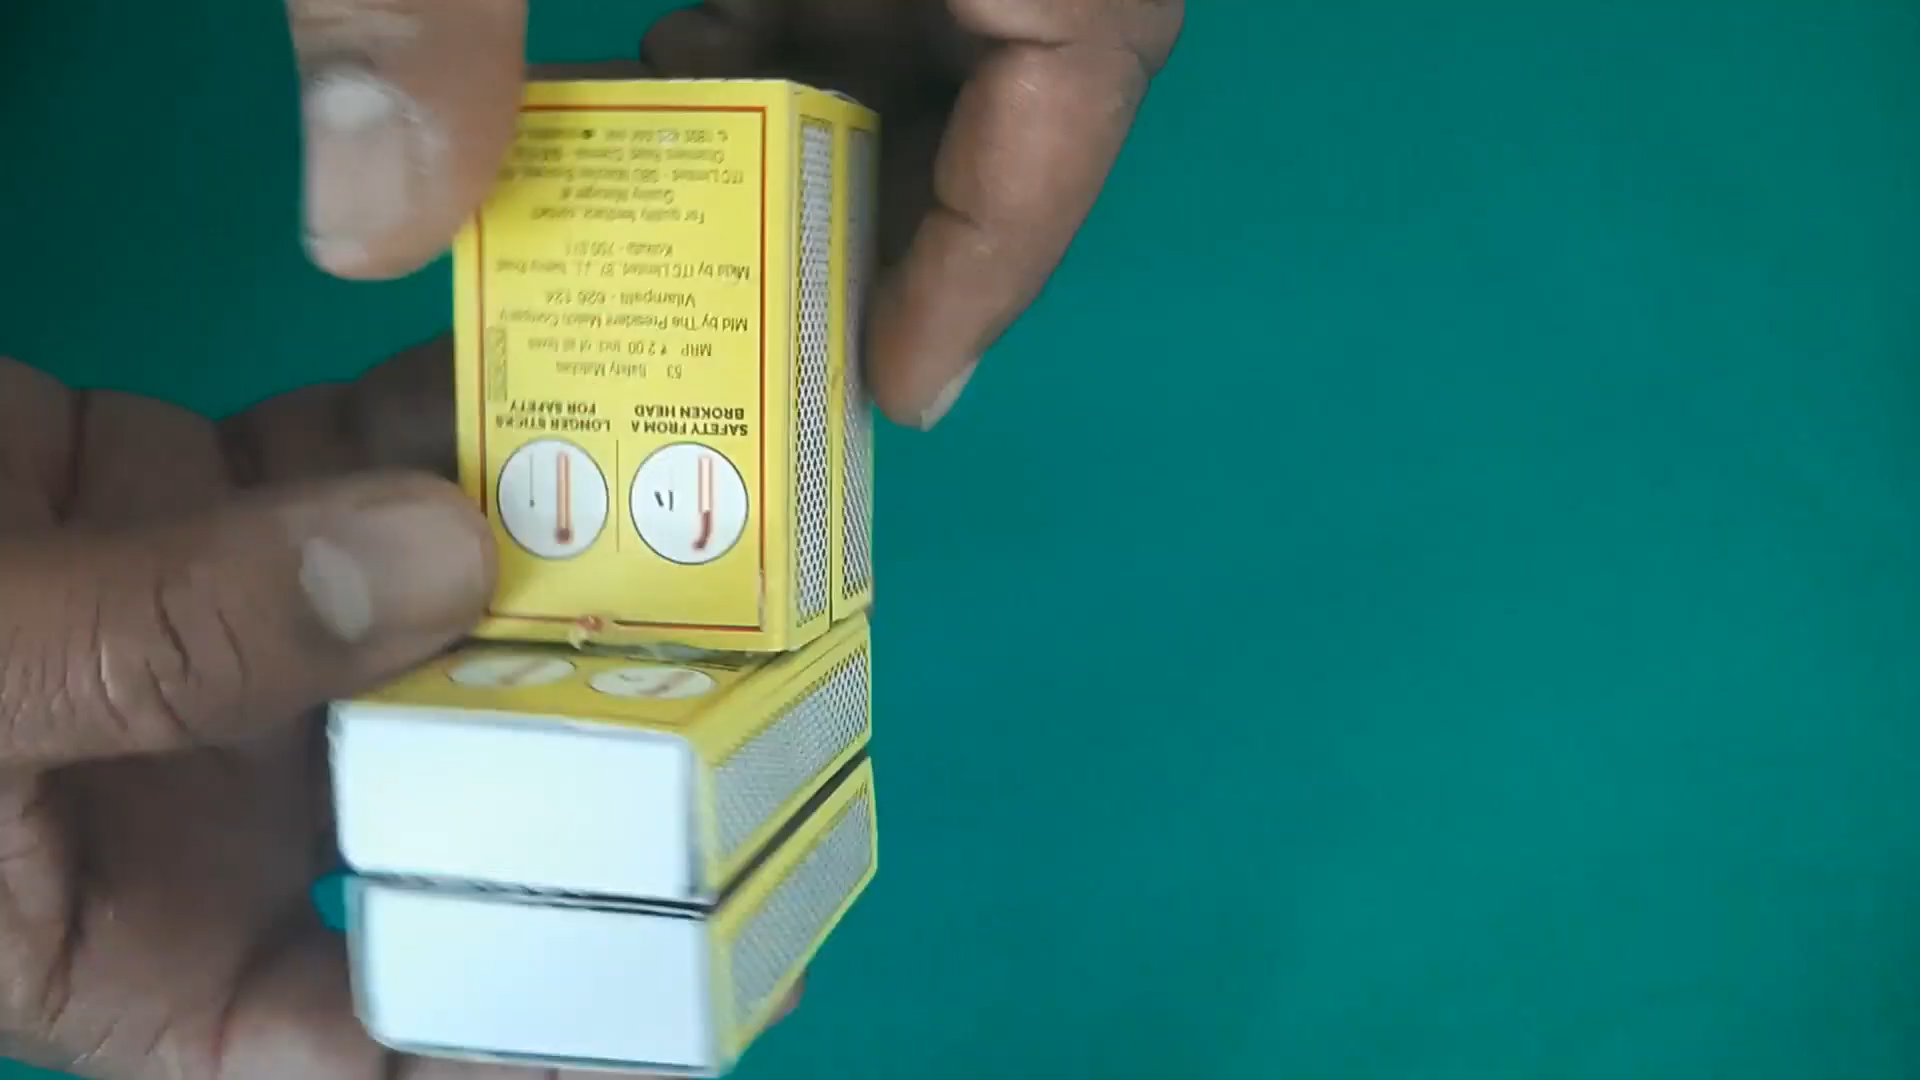 SAFETY FROM A
BROKEN HEAD
LONGER STICKS
FOR SAFETY
53 Safety Matches
MRP ₹ 2.00 Incl. of all taxes
Mfd by The President Match Company
Vilampatti - 626 124
Mktd by ITC Limited, 37, J.L. Nehru Road
Kolkata - 700 071
For quality feedback, contact:
Quality Manager at
ITC Limited - SBU Matches